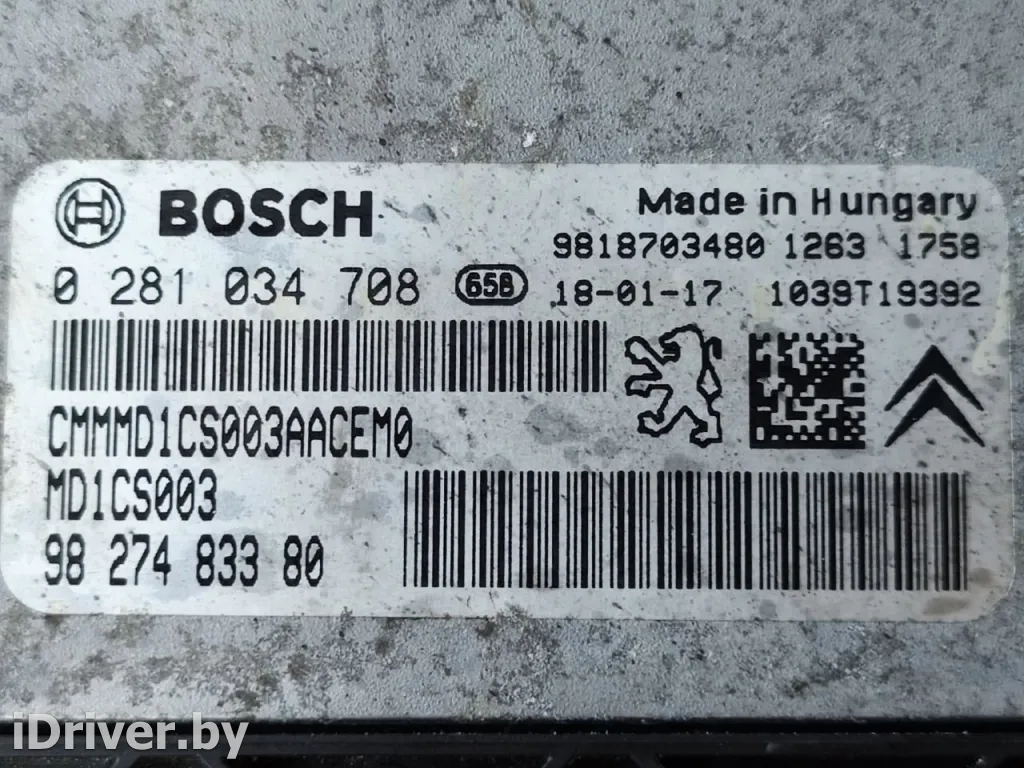 BOSCH
Made in Hungary
9818703480 1263 1758
0 281 034 708 65B 18-01-17 1039T19392
CMMMD1CS003AACEM0
MD1CS003
98 274 833 80
iDriver.by